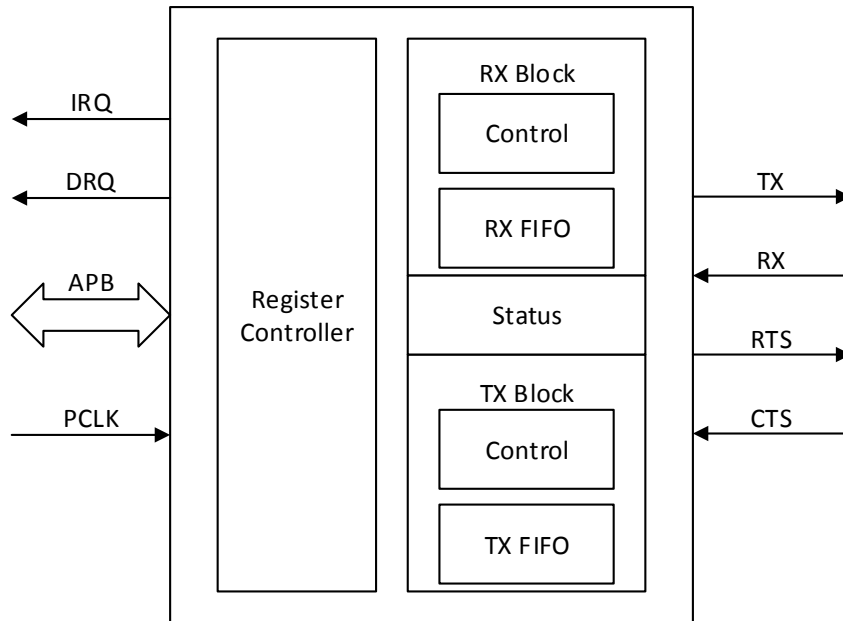 IRQ
DRQ
APB
PCLK
Register
Controller
RX Block
Control
RX FIFO
Status
TX Block
Control
TX FIFO
TX
RX
RTS
CTS